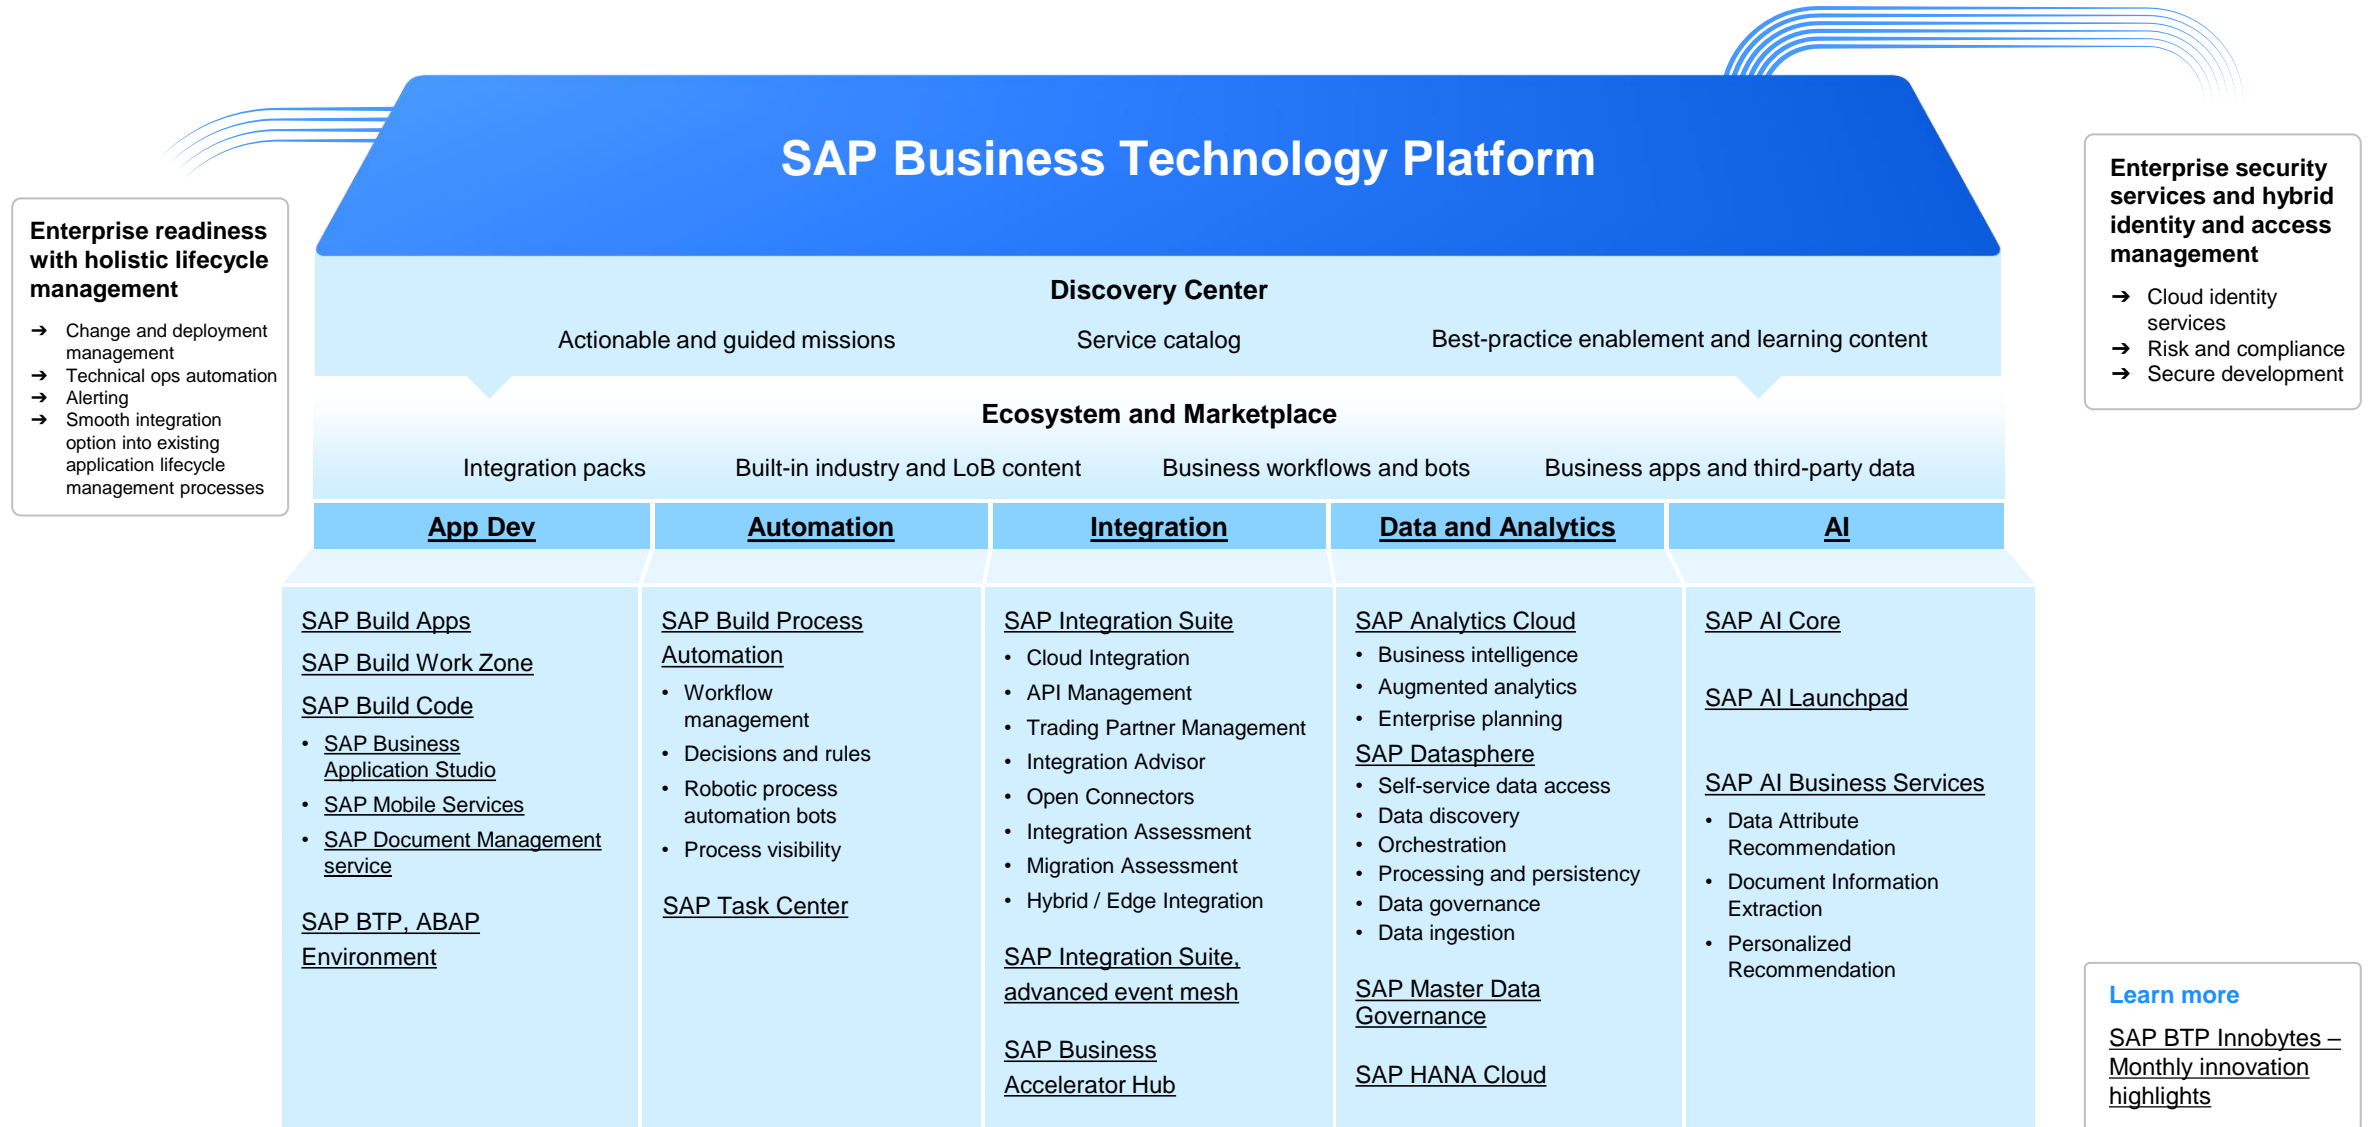 SAP Business Technology Platform
Enterprise readiness
with holistic lifecycle
management
➔ Change and deployment
management
➔ Technical ops automation
➔ Alerting
➔ Smooth integration
option into existing
application lifecycle
management processes
Enterprise security
services and hybrid
identity and access
management
➔ Cloud identity
services
➔ Risk and compliance
➔ Secure development
Discovery Center
Actionable and guided missions
Service catalog
Best-practice enablement and learning content
Ecosystem and Marketplace
Integration packs
Built-in industry and LoB content
Business workflows and bots
Business apps and third-party data
App Dev
SAP Build Apps
SAP Build Work Zone
SAP Build Code
• SAP Business
Application Studio
• SAP Mobile Services
• SAP Document Management
service
SAP BTP, ABAP
Environment
Automation
SAP Build Process
Automation
• Workflow
management
• Decisions and rules
• Robotic process
automation bots
• Process visibility
SAP Task Center
Integration
SAP Integration Suite
• Cloud Integration
• API Management
• Trading Partner Management
• Integration Advisor
• Open Connectors
• Integration Assessment
• Migration Assessment
• Hybrid / Edge Integration
SAP Integration Suite,
advanced event mesh
SAP Business
Accelerator Hub
Data and Analytics
SAP Analytics Cloud
• Business intelligence
• Augmented analytics
• Enterprise planning
SAP Datasphere
• Self-service data access
• Data discovery
• Orchestration
• Processing and persistency
• Data governance
• Data ingestion
SAP Master Data
Governance
SAP HANA Cloud
AI
SAP AI Core
SAP AI Launchpad
SAP AI Business Services
• Data Attribute
Recommendation
• Document Information
Extraction
• Personalized
Recommendation
Learn more
SAP BTP Innobytes –
Monthly innovation
highlights